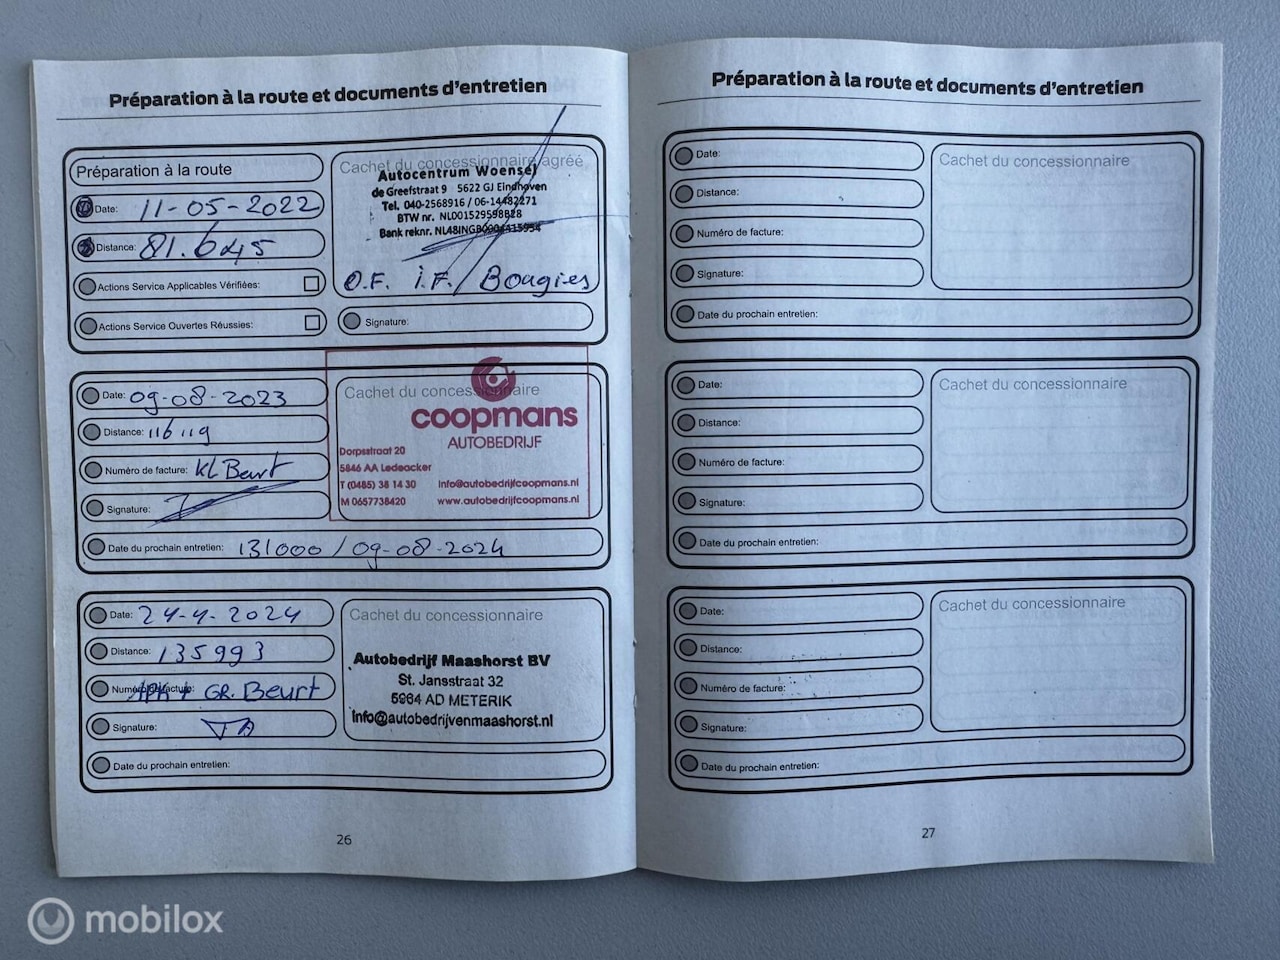 Préparation à la route et documents d'entretien
Préparation à la route
Date: 11-05-2022
Distance: 81.645
Actions Service Applicables Vérifiées:
Actions Service Ouvertes Réussies:
Cachet du concessionnaire agréé
Autocentrum Woensel
de Greefstraat 9 5622 GJ Eindhoven
Tel. 040-2568916 / 06-14482271
BTW nr. NL001529598B28
Bank reknr.
O.F. i.F. / Bougies
Signature:
Date: 09-08-2023
Distance: 116119
Numéro de facture: KL Beurt
Signature:
Cachet du concessionnaire
coopmans
AUTOBEDRIJF
Dorpsstraat 20
5846 AA Ledeacker
T (0485) 38 14 30 info@autobedrijfcoopmans.nl
M 0657738420 www.autobedrijfcoopmans.nl
Date du prochain entretien: 131000 / 09-08-2024
Date: 24-4-2024
Distance: 135993
Numéro de facture: APK + GR. Beurt
Signature:
Cachet du concessionnaire
Autobedrijf Maashorst BV
St. Jansstraat 32
5964 AD METERIK
Info@autobedrijvenmaashorst.nl
Date du prochain entretien:
26
Préparation à la route et documents d'entretien
Date:
Distance:
Numéro de facture:
Signature:
Cachet du concessionnaire
Date du prochain entretien:
Date:
Distance:
Numéro de facture:
Signature:
Cachet du concessionnaire
Date du prochain entretien:
Date:
Distance:
Numéro de facture:
Signature:
Cachet du concessionnaire
Date du prochain entretien:
27
mobilox